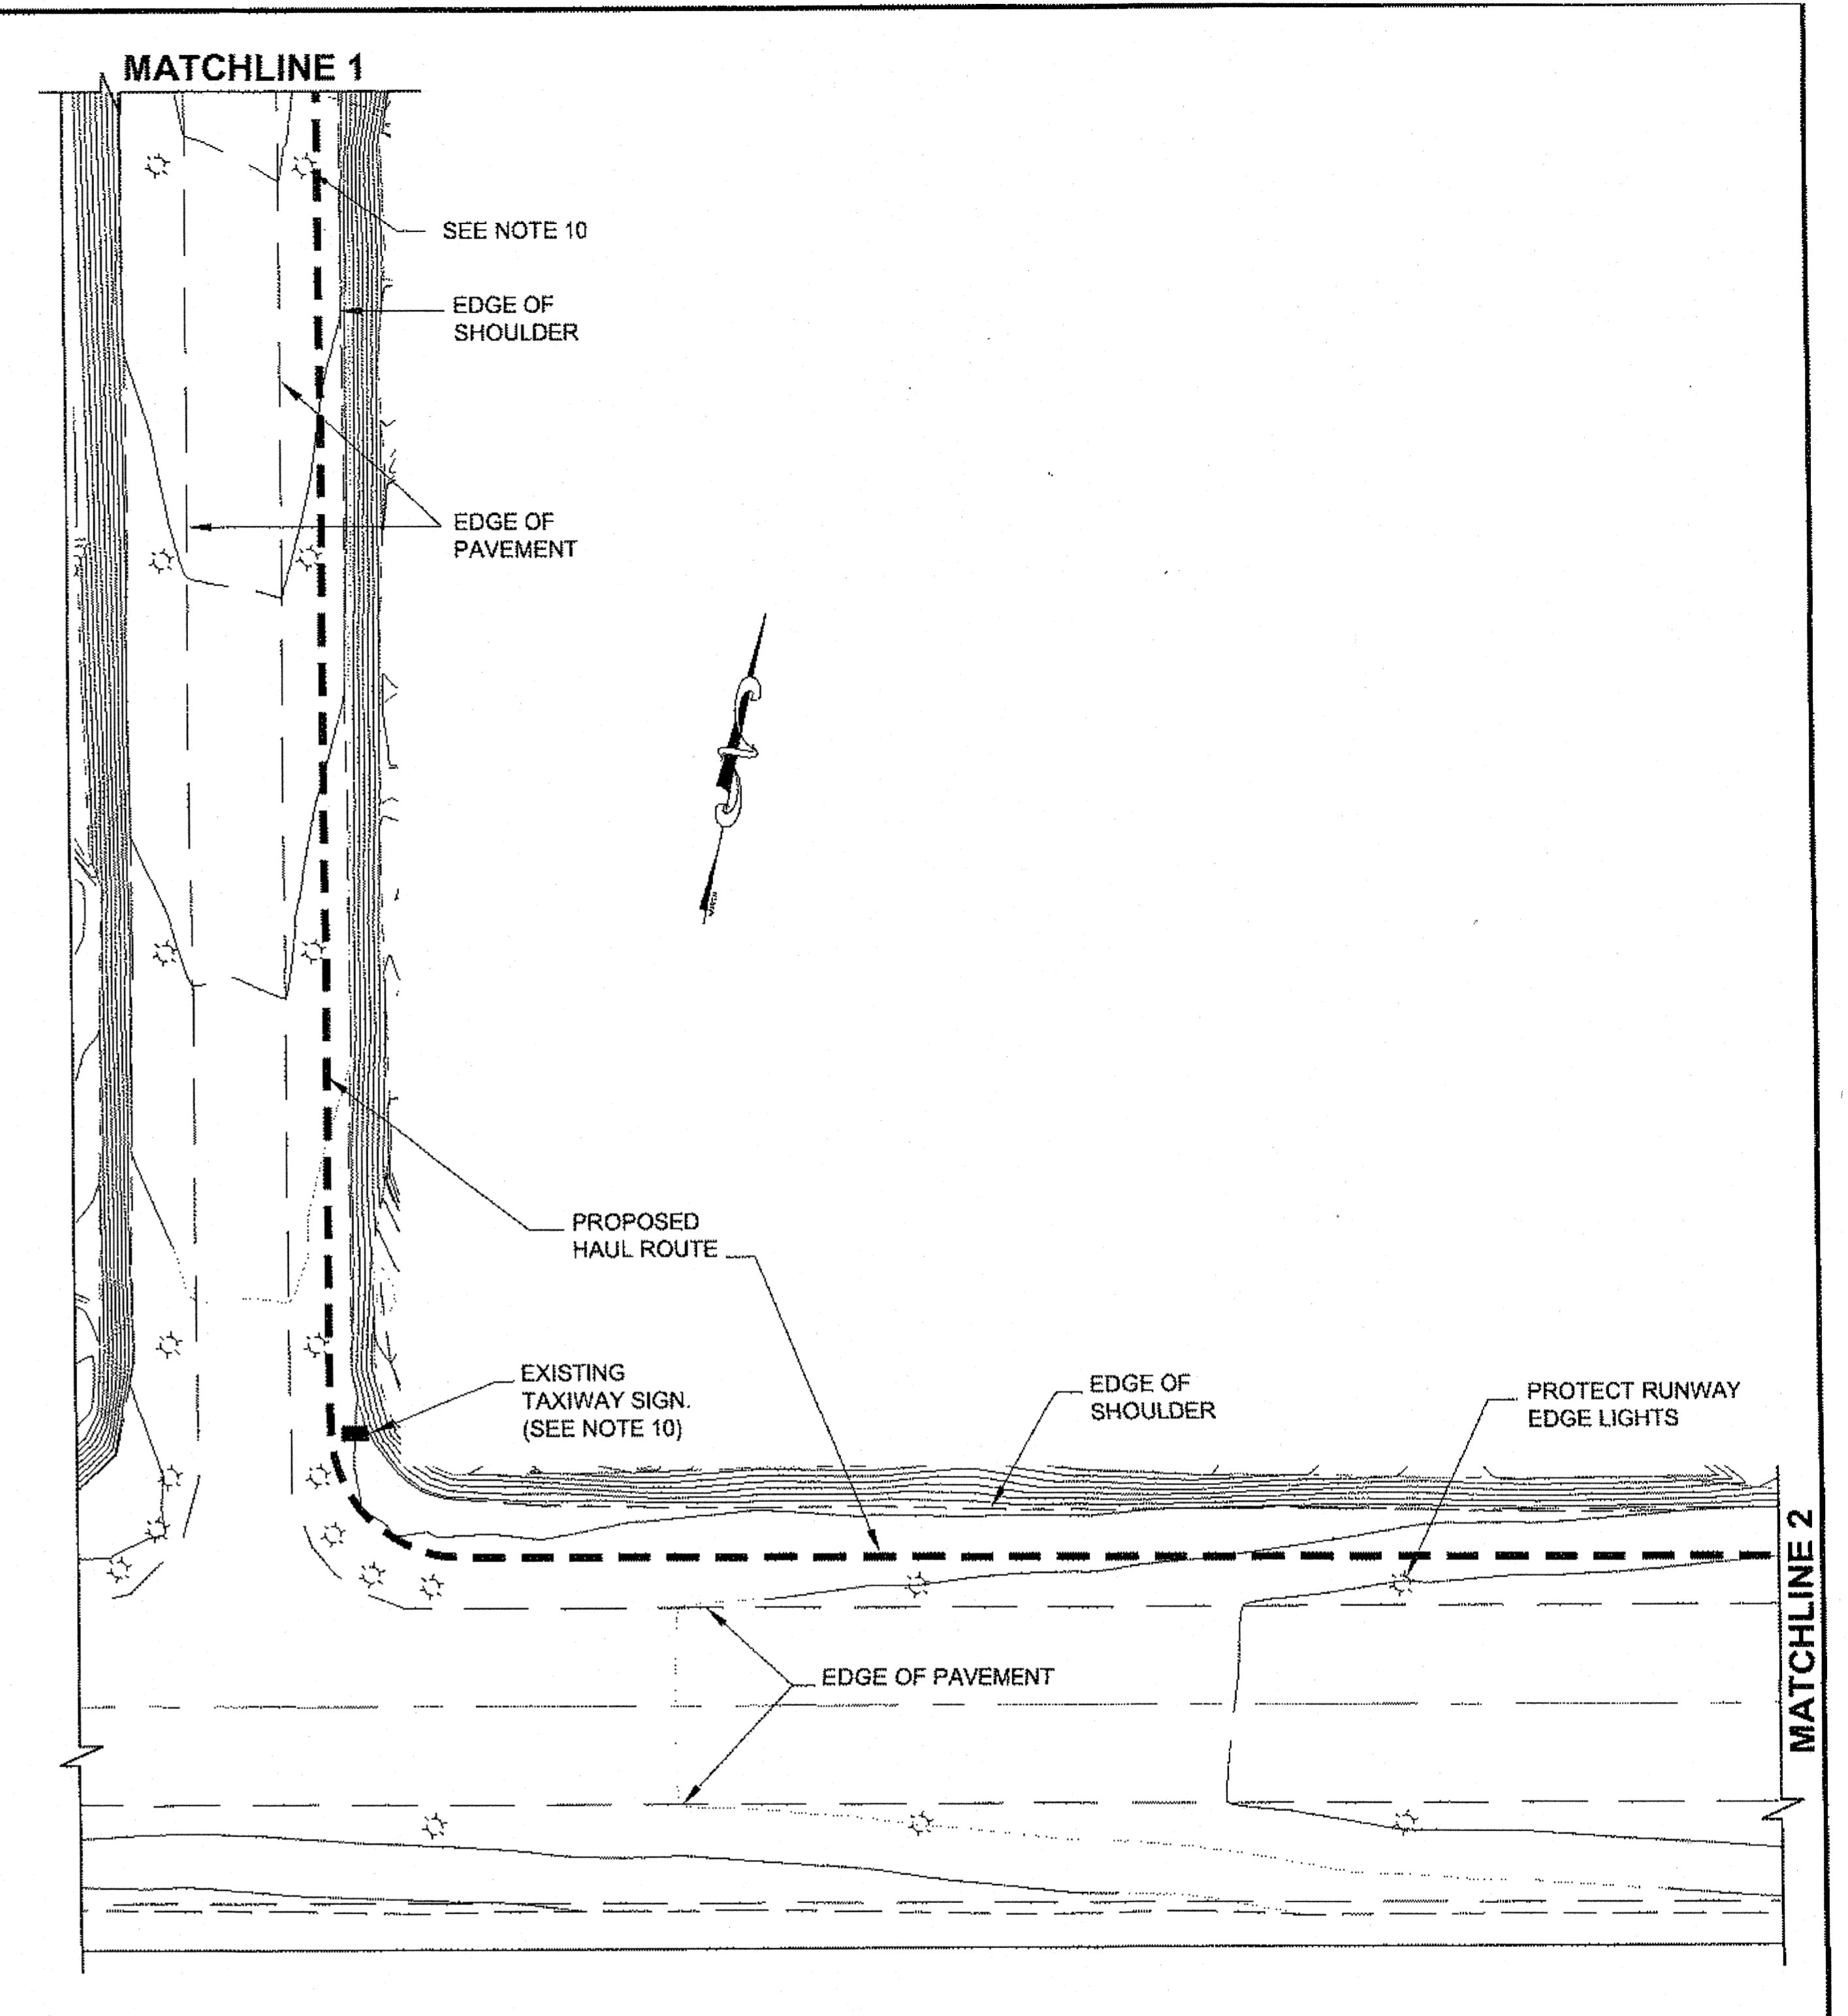 MATCHLINE 1
SEE NOTE 10
EDGE OF
SHOULDER
EDGE OF
PAVEMENT
PROPOSED
HAUL ROUTE
EXISTING
TAXIWAY SIGN.
(SEE NOTE 10)
EDGE OF
SHOULDER
PROTECT RUNWAY
EDGE LIGHTS
EDGE OF PAVEMENT
MATCHLINE 2